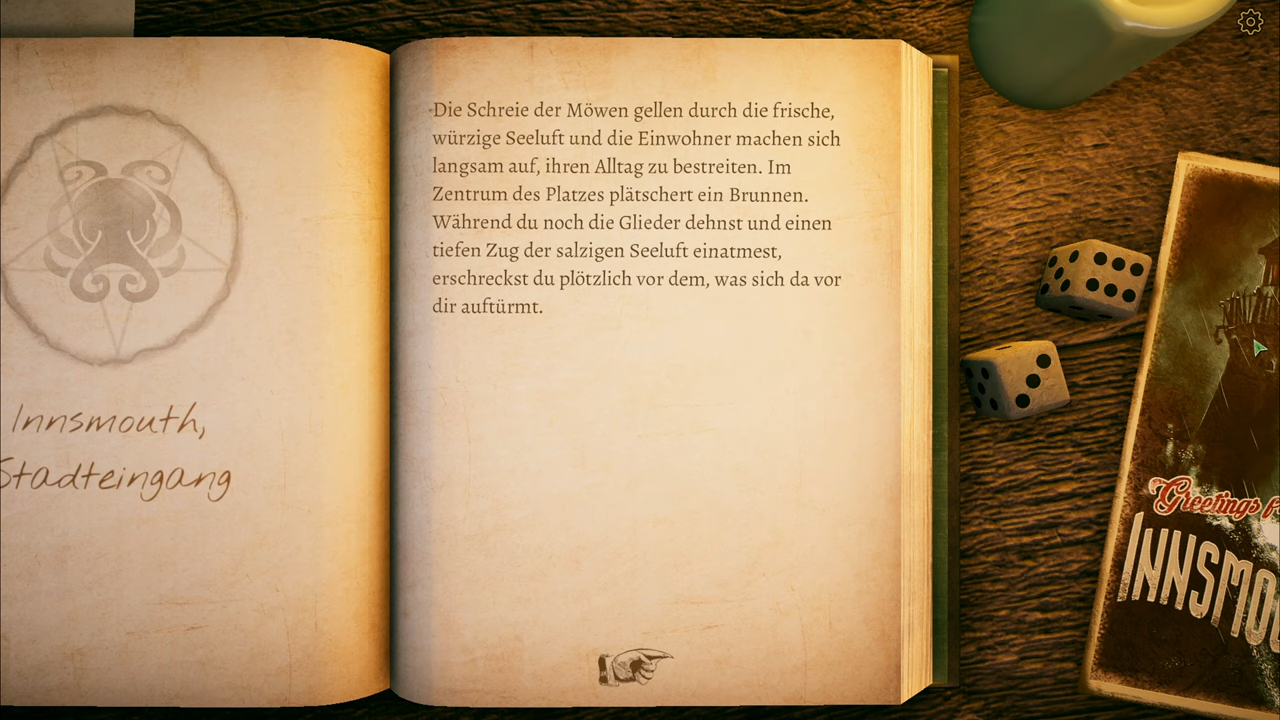 Innsmouth,
Stadteingang
Die Schreie der Möwen gellen durch die frische,
würzige Seeluft und die Einwohner machen sich
langsam auf, ihren Alltag zu bestreiten. Im
Zentrum des Platzes plätschert ein Brunnen.
Während du noch die Glieder dehnst und einen
tiefen Zug der salzigen Seeluft einatmest,
erschreckst du plötzlich vor dem, was sich da vor
dir auftürmt.
Greetings f
INNSMO